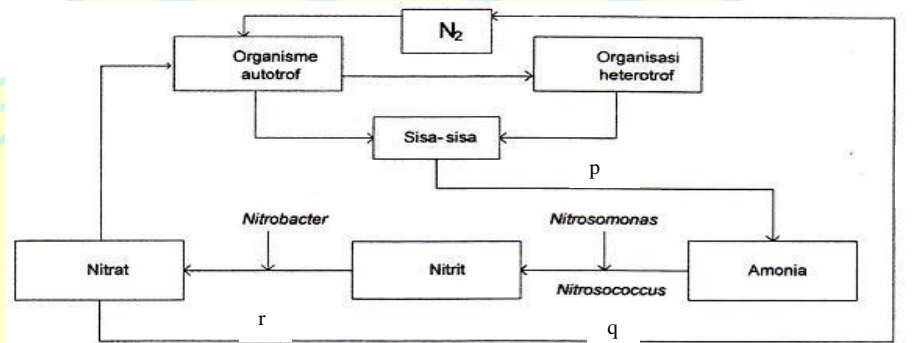 N₂
Organisme
autotrof
Organisasi
heterotrof
Sisa-sisa
p
Nitrobacter
Nitrosomonas
Nitrat
Nitrit
Amonia
Nitrosococcus
r
q